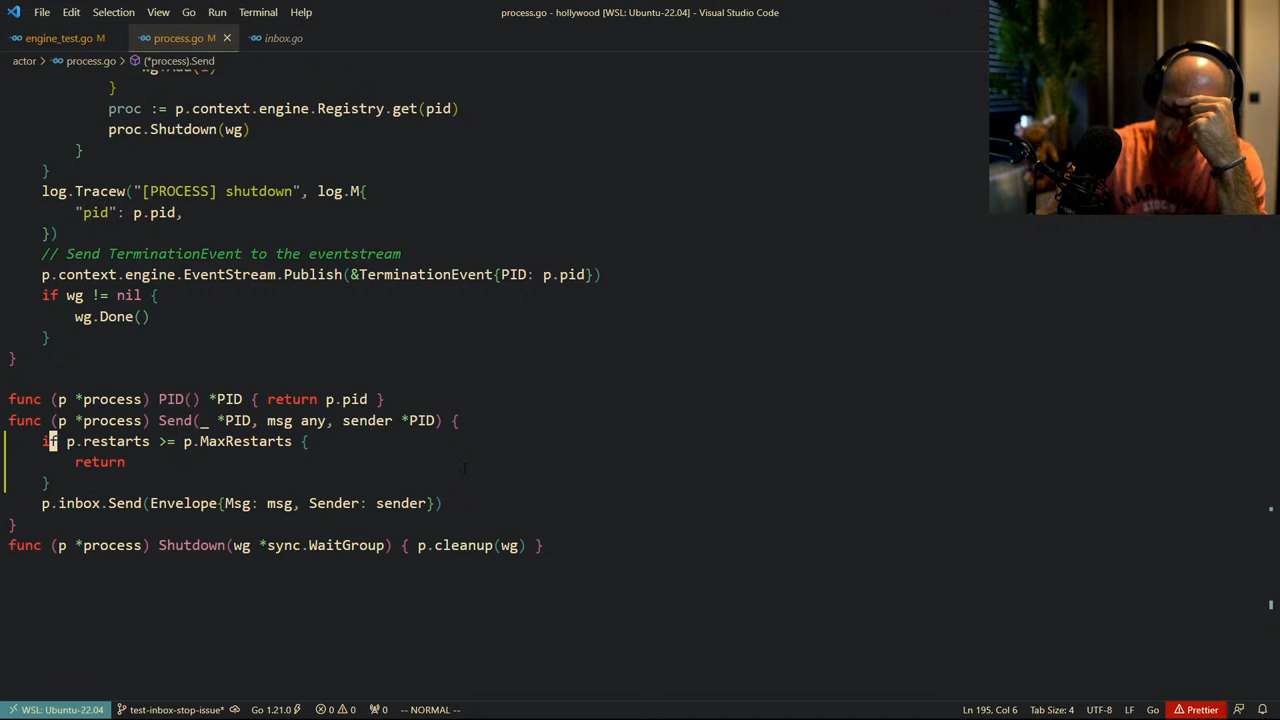 File Edit Selection View Go Run Terminal Help
process.go - hollywood [WSL: Ubuntu-22.04] - Visual Studio Code
engine_test.go M
process.go M
inbox.go
actor > process.go > (*process).Send
}
proc := p.context.engine.Registry.get(pid)
proc.Shutdown(wg)
}
}
log.Tracew("[PROCESS] shutdown", log.M{
"pid": p.pid,
})
// Send TerminationEvent to the eventstream
p.context.engine.EventStream.Publish(&TerminationEvent{PID: p.pid})
if wg != nil {
wg.Done()
}
}
func (p *process) PID() *PID { return p.pid }
func (p *process) Send(_ *PID, msg any, sender *PID) {
if p.restarts >= p.MaxRestarts {
return
}
p.inbox.Send(Envelope{Msg: msg, Sender: sender})
}
func (p *process) Shutdown(wg *sync.WaitGroup) { p.cleanup(wg) }
WSL: Ubuntu-22.04 test-inbox-stop-issue* Go 1.21.0 0 0 0 -- NORMAL -- Ln 195, Col 6 Tab Size: 4 UTF-8 LF Go Prettier